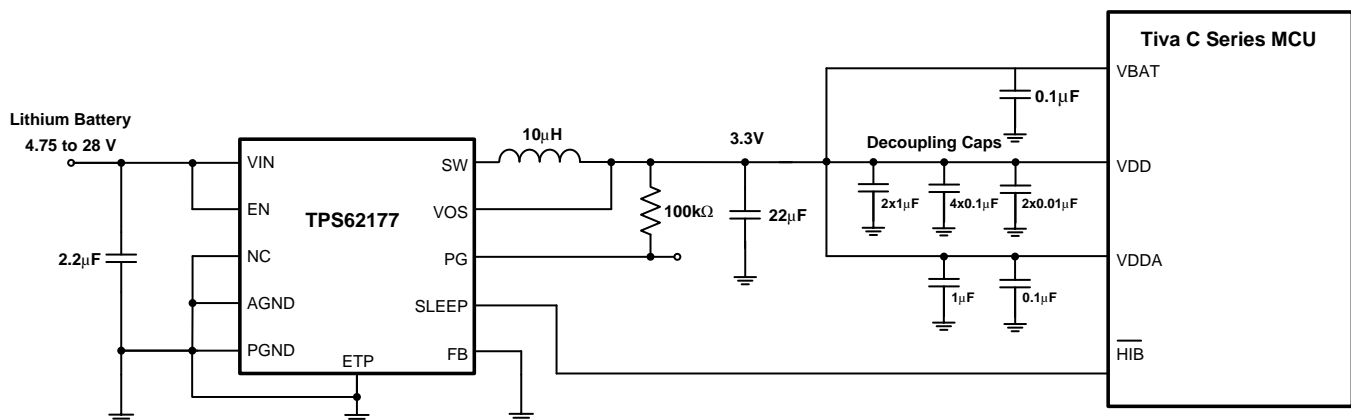 Tiva C Series MCU
VBAT
0.1μF
Lithium Battery
4.75 to 28 V
10μH
3.3V
Decoupling Caps
VIN
SW
VDD
EN
TPS62177
VOS
100kΩ
22μF
2x1μF
4x0.1μF
2x0.01μF
2.2μF
NC
PG
VDDA
AGND
SLEEP
1μF
0.1μF
PGND
ETP
FB
HIB